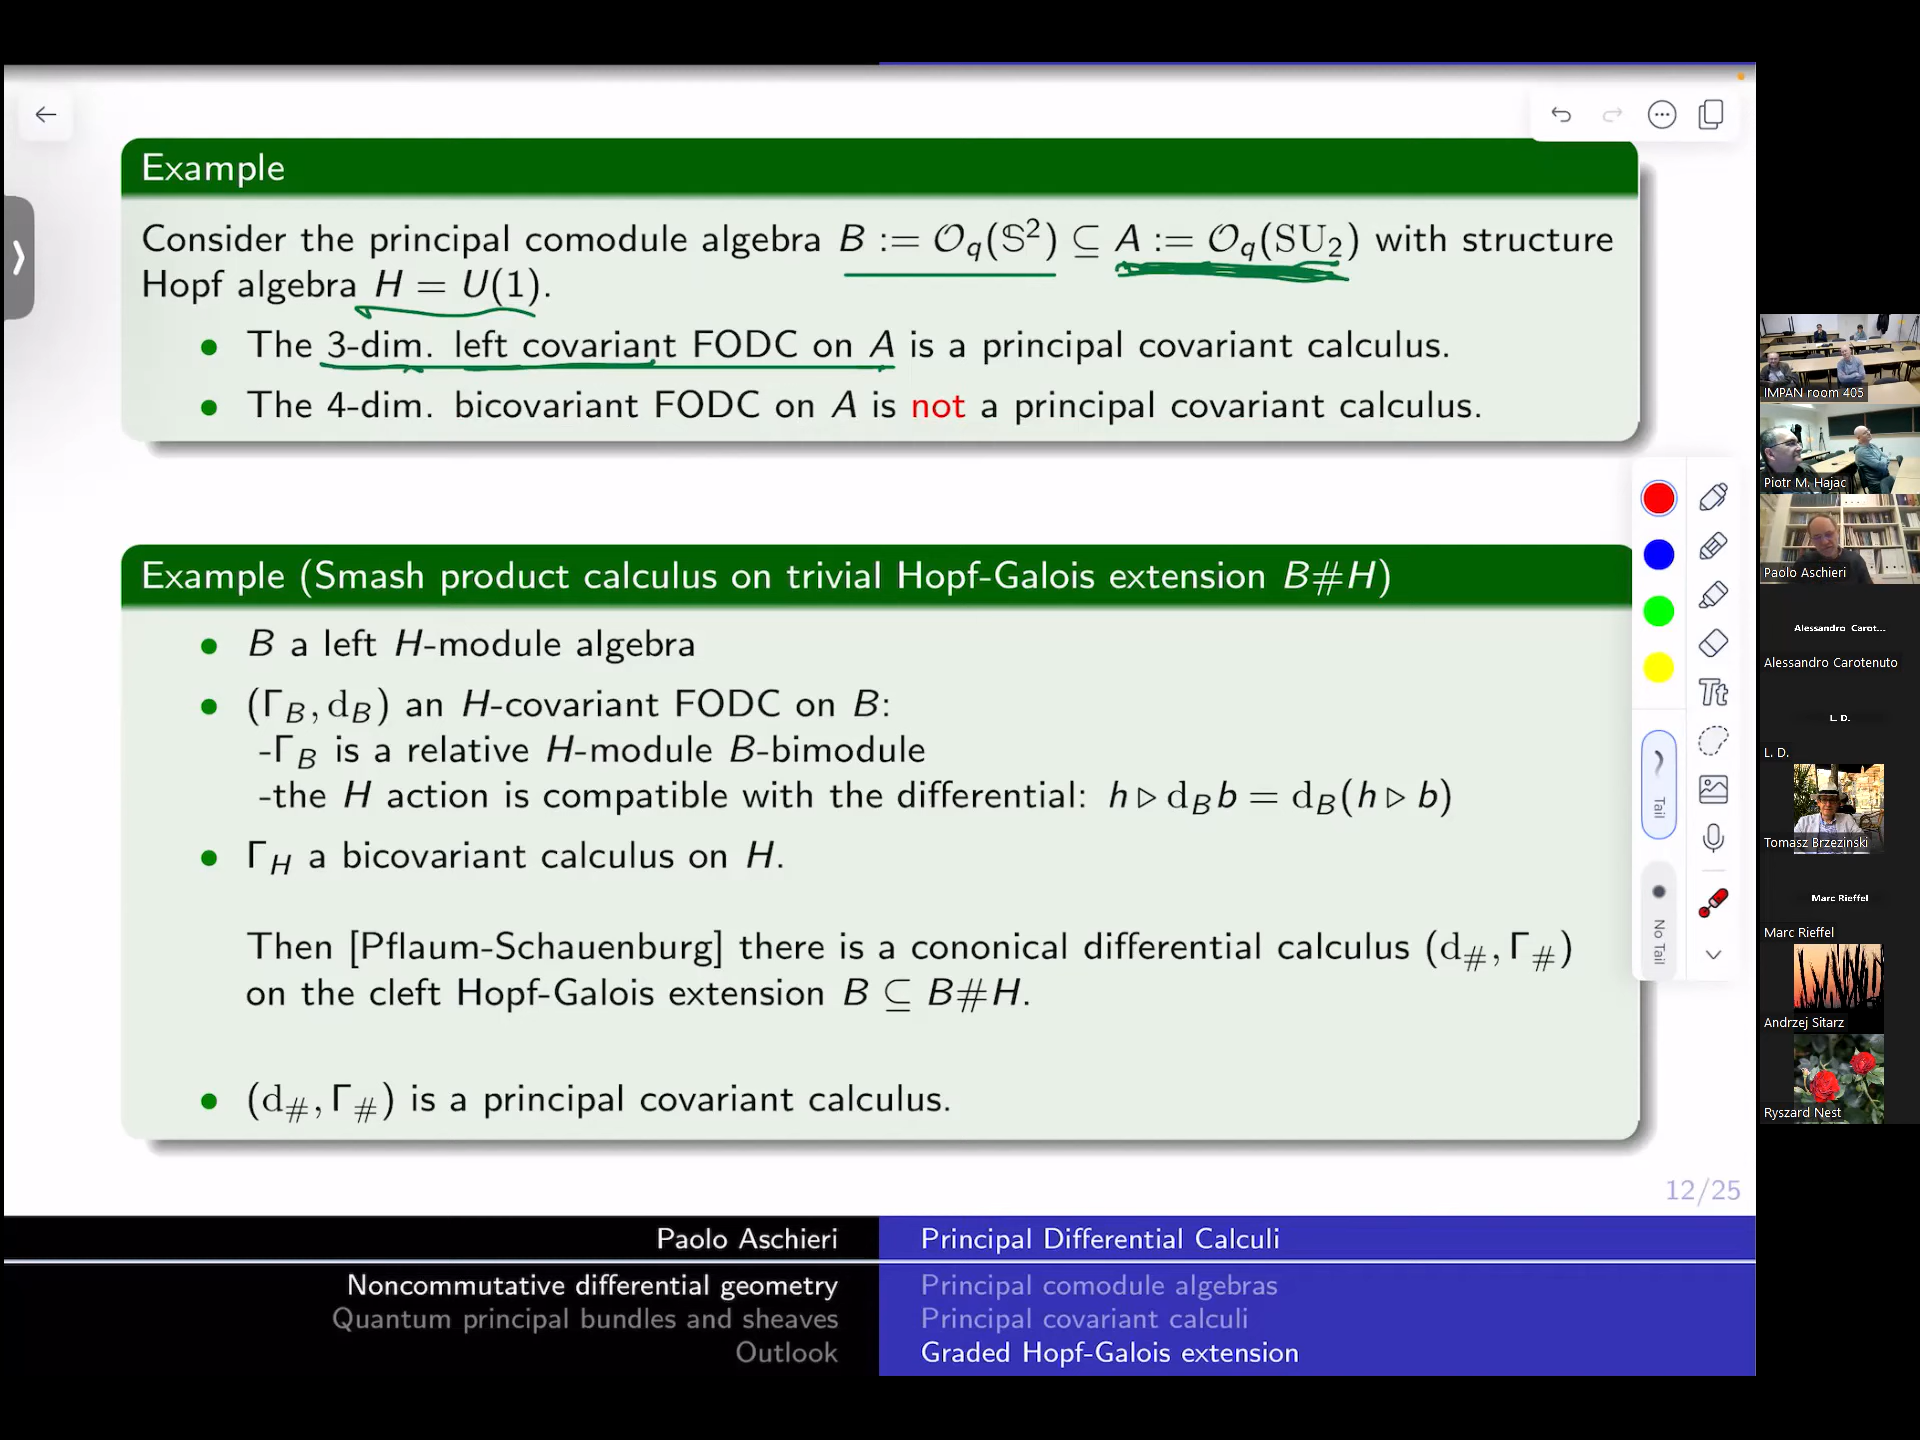 Example
Consider the principal comodule algebra B := 𝒪q(𝕊²) ⊆ A := 𝒪q(SU₂) with structure
Hopf algebra H = U(1).
• The 3-dim. left covariant FODC on A is a principal covariant calculus.
• The 4-dim. bicovariant FODC on A is not a principal covariant calculus.
Example (Smash product calculus on trivial Hopf-Galois extension B#H)
• B a left H-module algebra
• (Γ_B, d_B) an H-covariant FODC on B:
-Γ_B is a relative H-module B-bimodule
-the H action is compatible with the differential: h ▷ d_B b = d_B(h ▷ b)
• Γ_H a bicovariant calculus on H.
Then [Pflaum-Schauenburg] there is a cononical differential calculus (d_#, Γ_#)
on the cleft Hopf-Galois extension B ⊆ B#H.
• (d_#, Γ_#) is a principal covariant calculus.
12/25
Paolo Aschieri
Principal Differential Calculi
Noncommutative differential geometry
Quantum principal bundles and sheaves
Outlook
Principal comodule algebras
Principal covariant calculi
Graded Hopf-Galois extension
Tt
Tail
No Tail
IMPAN room 405
Piotr M. Hajac
Paolo Aschieri
Alessandro Carot...
Alessandro Carotenuto
L. D.
L. D.
Tomasz Brzezinski
Marc Rieffel
Marc Rieffel
Andrzej Sitarz
Ryszard Nest